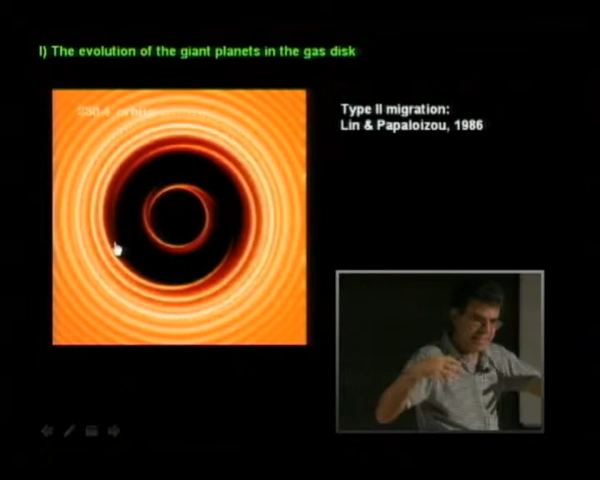 I) The evolution of the giant planets in the gas disk
Type II migration:
Lin & Papaloizou, 1986